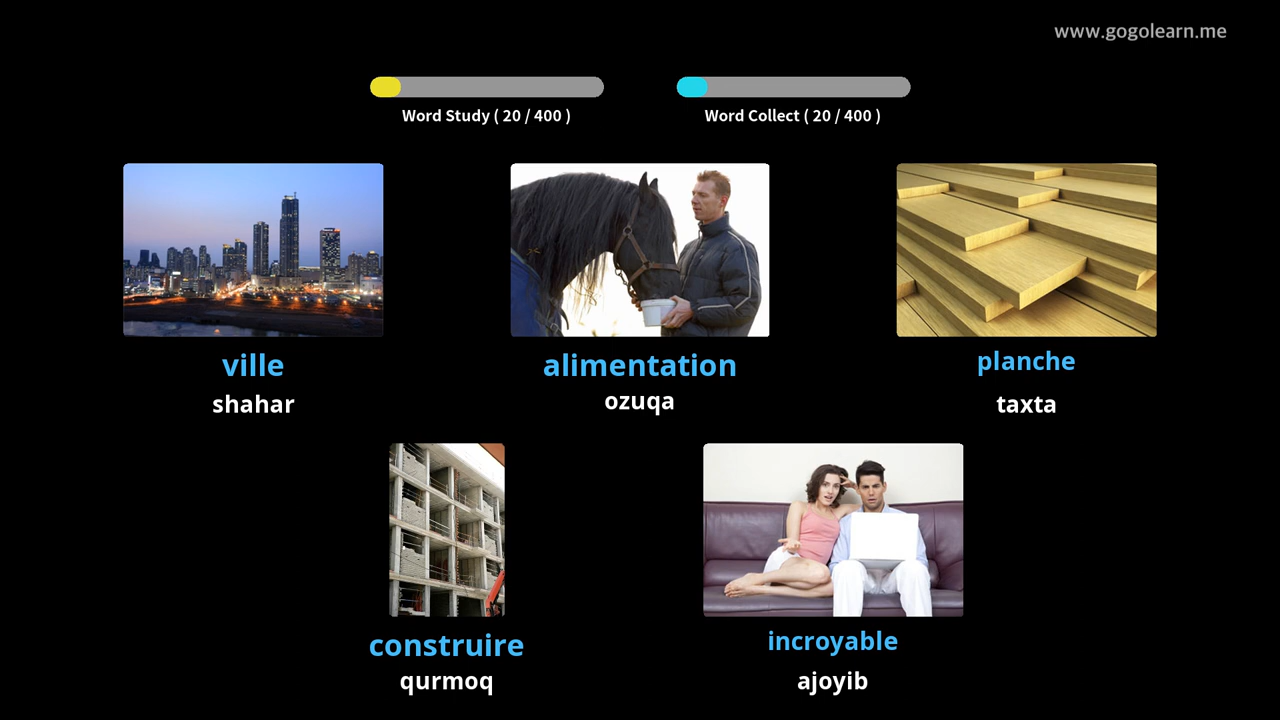 www.gogolearn.me
Word Study ( 20 / 400 )
Word Collect ( 20 / 400 )
ville
shahar
alimentation
ozuqa
planche
taxta
construire
qurmoq
incroyable
ajoyib